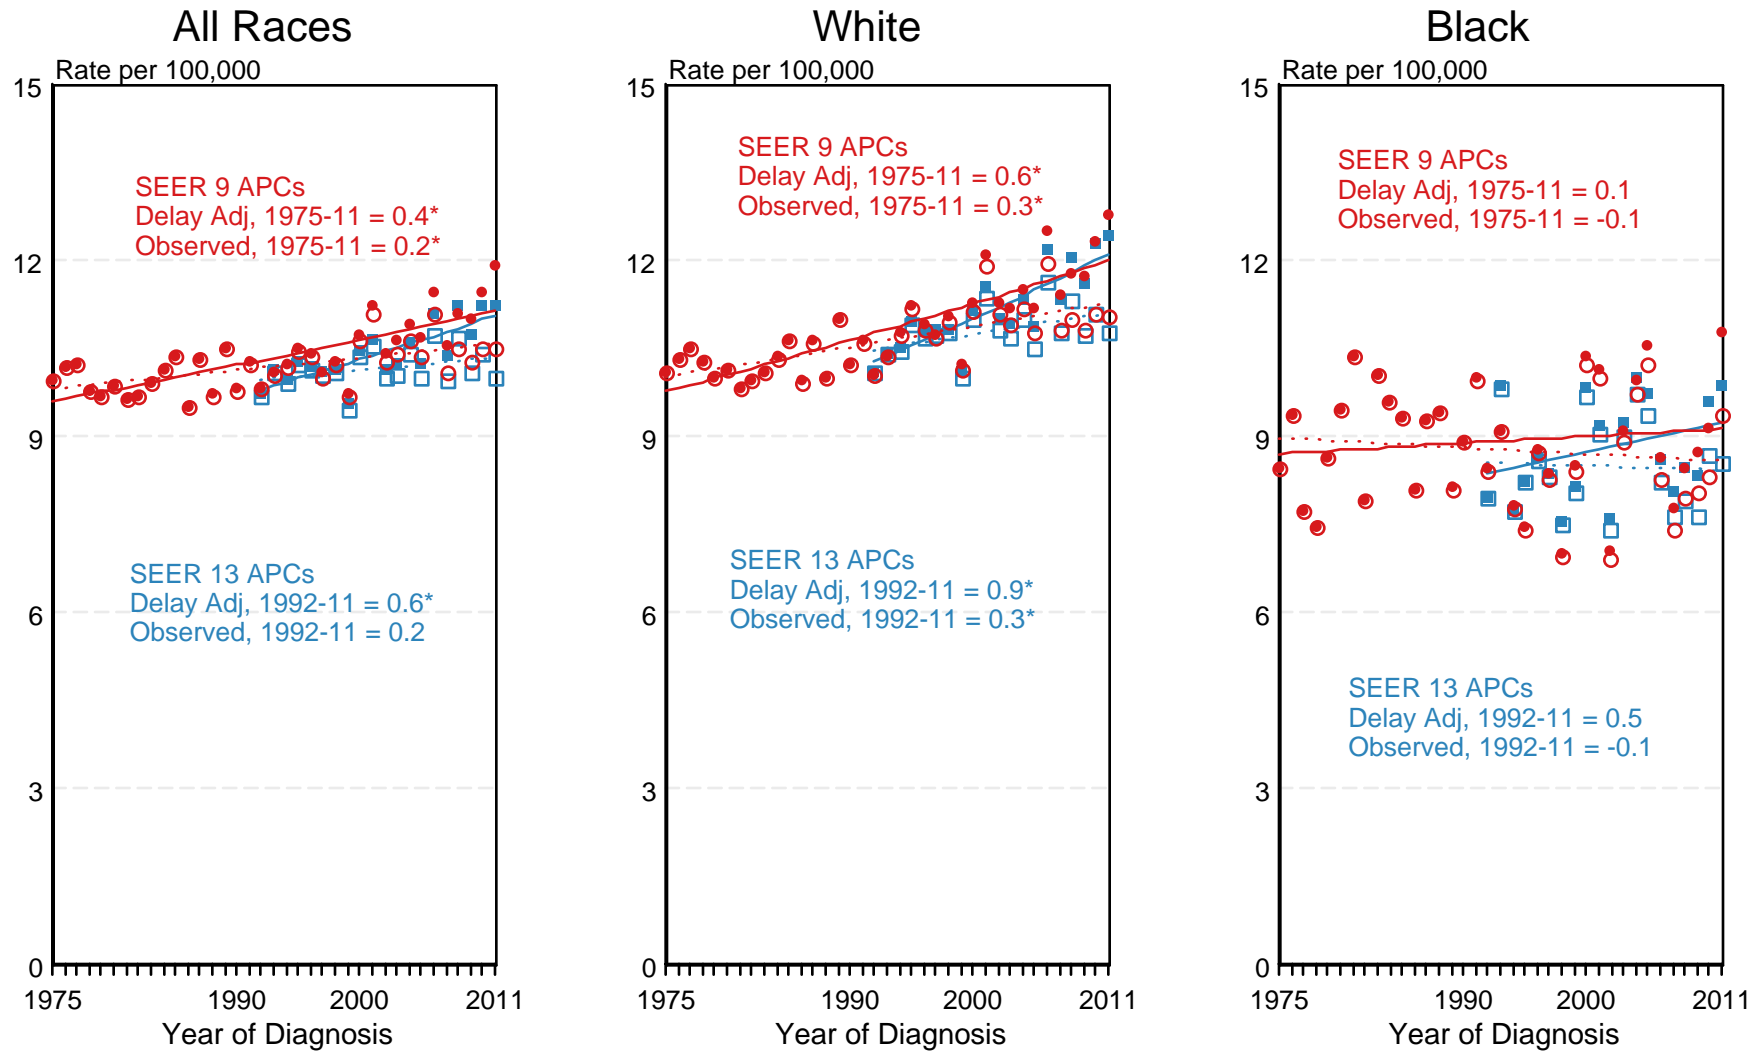 All Races
Rate per 100,000
15
12
9
6
3
0
SEER 9 APCs
Delay Adj, 1975-11 = 0.4*
Observed, 1975-11 = 0.2*
SEER 13 APCs
Delay Adj, 1992-11 = 0.6*
Observed, 1992-11 = 0.2
1975 1990 2000 2011
Year of Diagnosis
White
Rate per 100,000
15
12
9
6
3
0
SEER 9 APCs
Delay Adj, 1975-11 = 0.6*
Observed, 1975-11 = 0.3*
SEER 13 APCs
Delay Adj, 1992-11 = 0.9*
Observed, 1992-11 = 0.3*
1975 1990 2000 2011
Year of Diagnosis
Black
Rate per 100,000
15
12
9
6
3
0
SEER 9 APCs
Delay Adj, 1975-11 = 0.1
Observed, 1975-11 = -0.1
SEER 13 APCs
Delay Adj, 1992-11 = 0.5
Observed, 1992-11 = -0.1
1975 1990 2000 2011
Year of Diagnosis